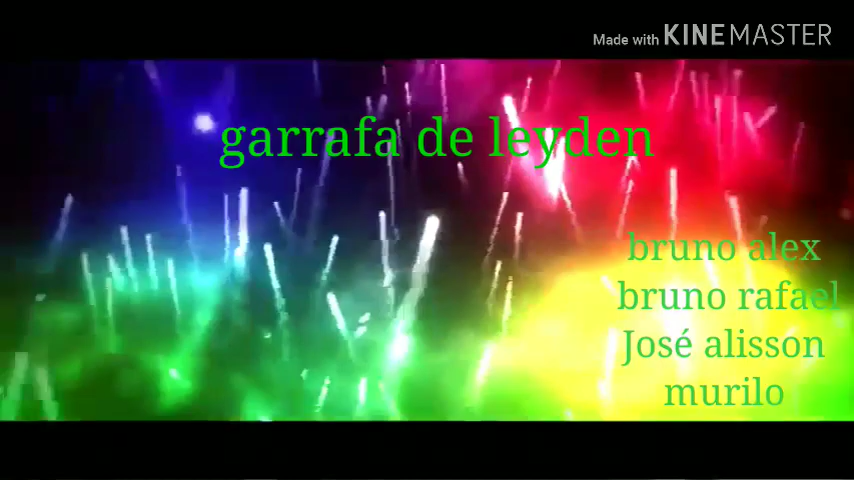 Made with KINEMASTER
garrafa de leyden
bruno alex
bruno rafael
José alisson
murilo